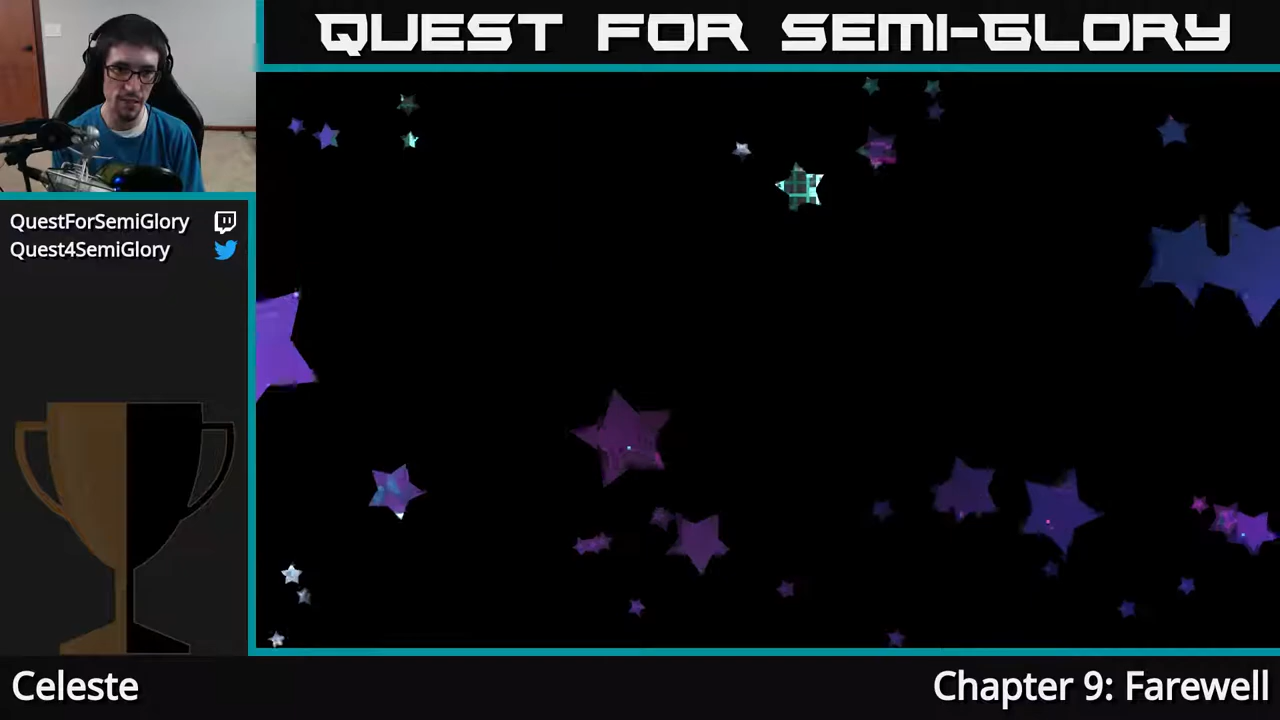 QUEST FOR SEMI-GLORY
QuestForSemiGlory
Quest4SemiGlory
Celeste
Chapter 9: Farewell